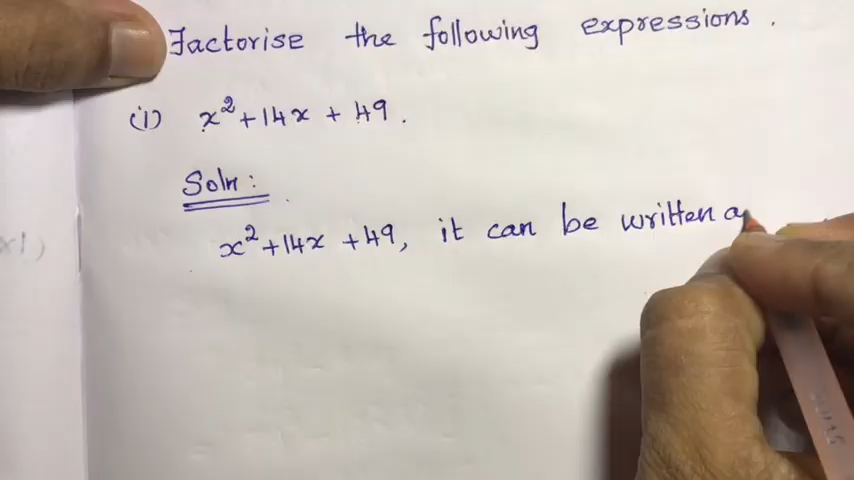 Factorise the following expressions.
(i) x² + 14x + 49.
Soln:
x² + 14x + 49, it can be written a